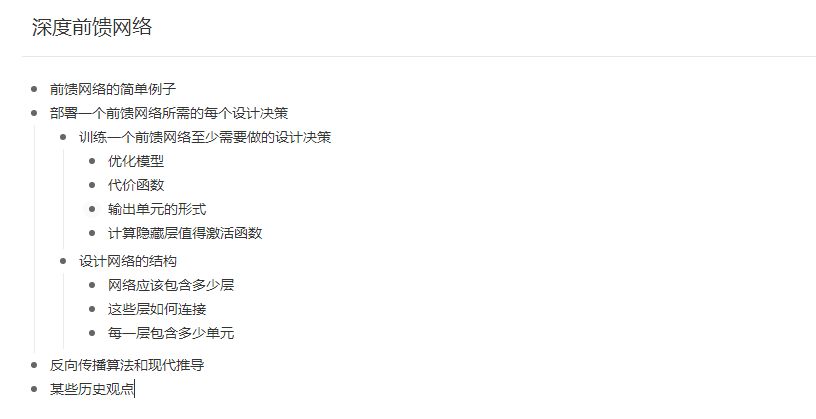 深度前馈网络
前馈网络的简单例子
部署一个前馈网络所需的每个设计决策
训练一个前馈网络至少需要做的设计决策
优化模型
代价函数
输出单元的形式
计算隐藏层值得激活函数
设计网络的结构
网络应该包含多少层
这些层如何连接
每一层包含多少单元
反向传播算法和现代推导
某些历史观点